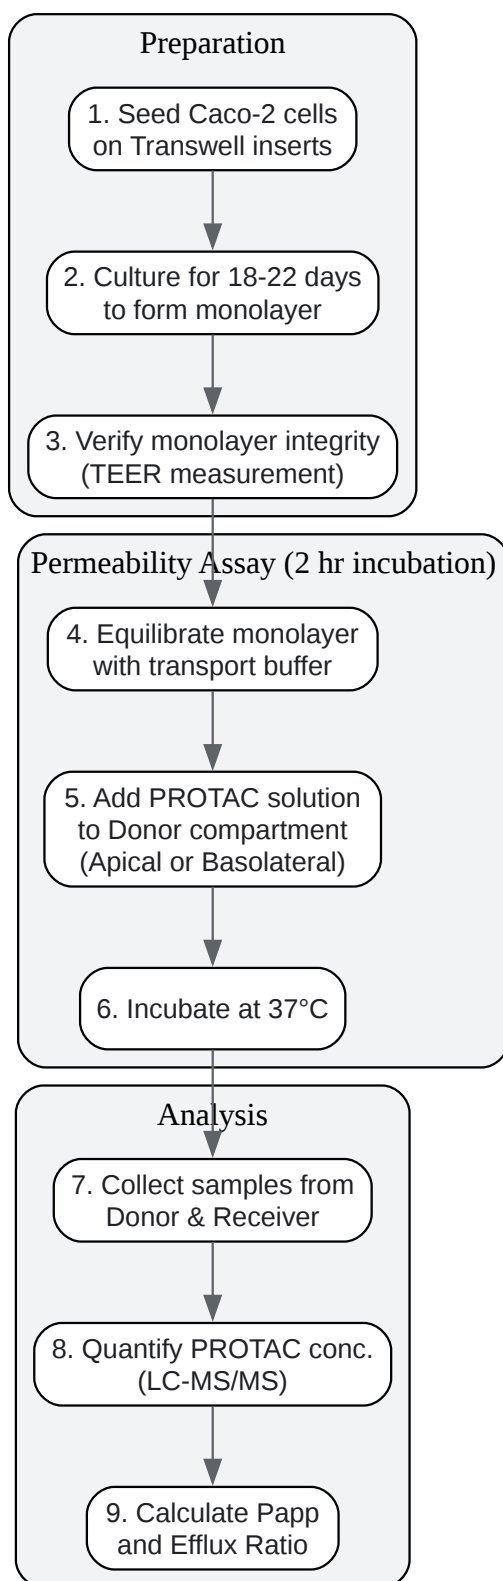 Preparation
1. Seed Caco-2 cells
on Transwell inserts
2. Culture for 18-22 days
to form monolayer
3. Verify monolayer integrity
(TEER measurement)
Permeability Assay (2 hr incubation)
4. Equilibrate monolayer
with transport buffer
5. Add PROTAC solution
to Donor compartment
(Apical or Basolateral)
6. Incubate at 37°C
Analysis
7. Collect samples from
Donor & Receiver
8. Quantify PROTAC conc.
(LC-MS/MS)
9. Calculate Papp
and Efflux Ratio